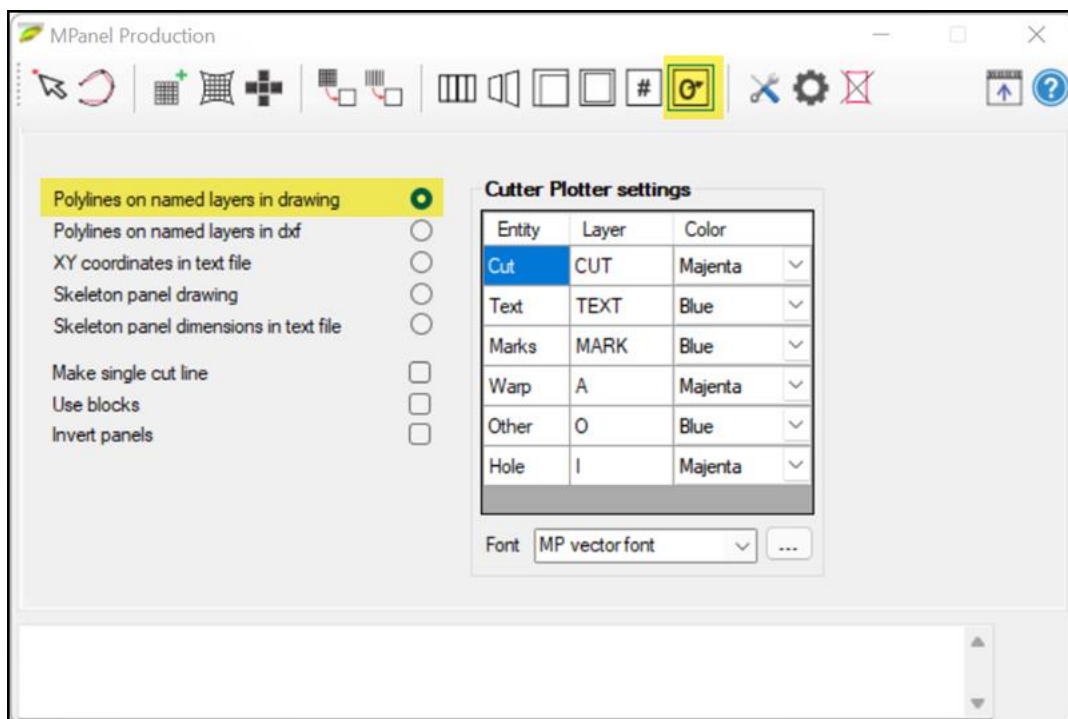 MPanel Production
#
?
Polylines on named layers in drawing
Polylines on named layers in dxf
XY coordinates in text file
Skeleton panel drawing
Skeleton panel dimensions in text file
Make single cut line
Use blocks
Invert panels
Cutter Plotter settings
Entity Layer Color
Cut CUT Majenta
Text TEXT Blue
Marks MARK Blue
Warp A Majenta
Other O Blue
Hole I Majenta
Font MP vector font ...